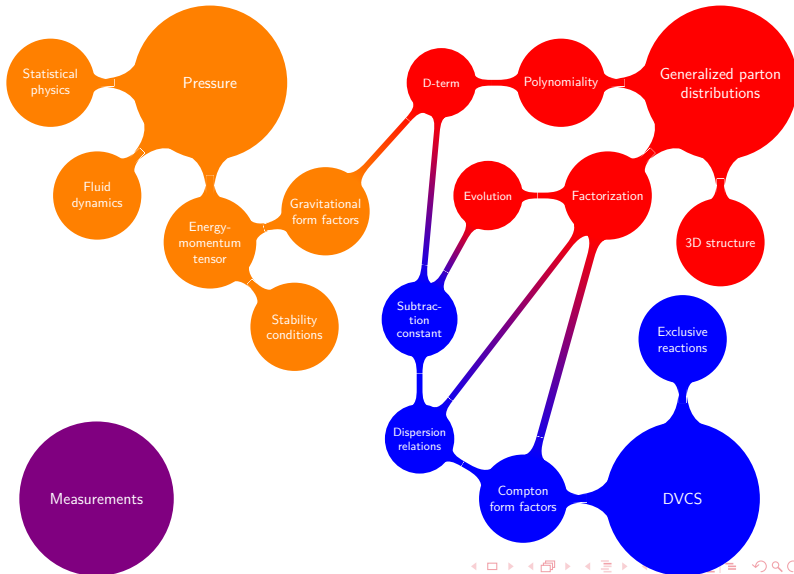 Statistical
physics
Pressure
D-term
Polynomiality
Generalized parton
distributions
Fluid
dynamics
Gravitational
form factors
Evolution
Factorization
Energy-
momentum
tensor
3D structure
Stability
conditions
Subtrac-
tion
constant
Exclusive
reactions
Dispersion
relations
Measurements
Compton
form factors
DVCS